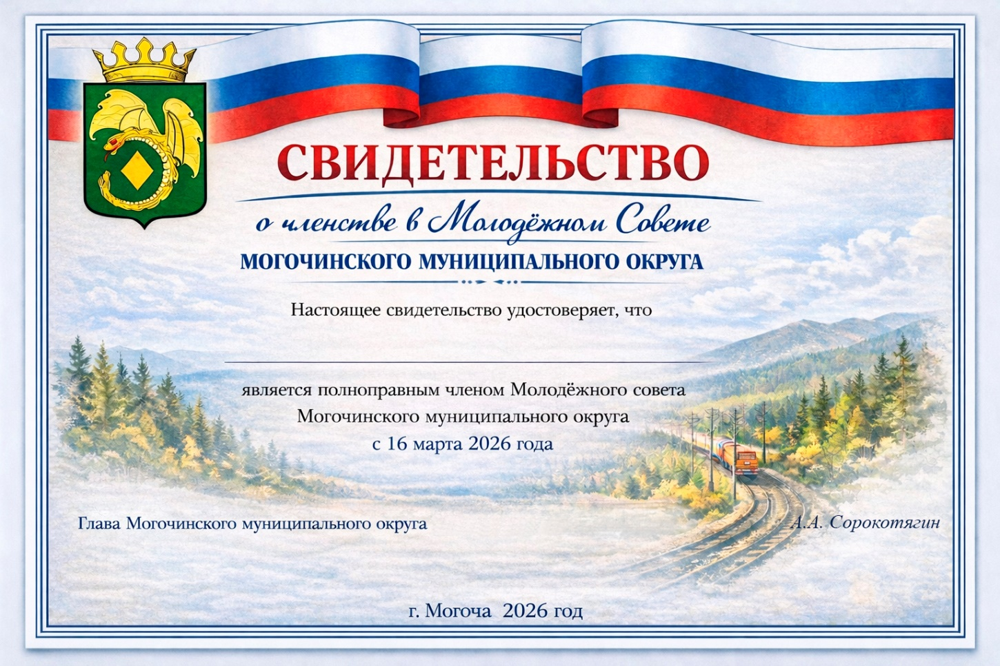 СВИДЕТЕЛЬСТВО
о членстве в Молодёжном Совете
МОГОЧИНСКОГО МУНИЦИПАЛЬНОГО ОКРУГА
Настоящее свидетельство удостоверяет, что
является полноправным членом Молодёжного совета
Могочинского муниципального округа
с 16 марта 2026 года
Глава Могочинского муниципального округа А.А. Сорокотягин
г. Могоча 2026 год